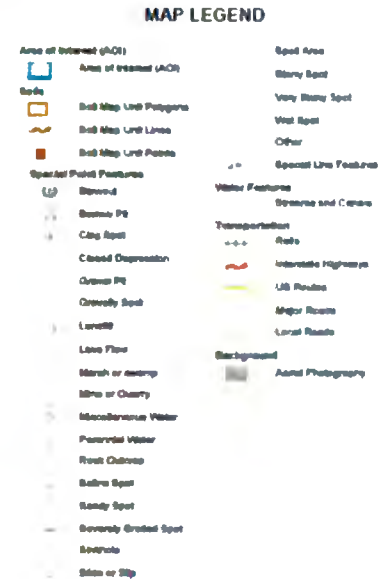 MAP LEGEND
Area of Interest (AOI)
Area of Interest (AOI)
Soils
Soil Map Unit Polygons
Soil Map Unit Lines
Soil Map Unit Points
Special Point Features
Blowout
Borrow Pit
Clay Spot
Closed Depression
Gravel Pit
Gravelly Spot
Landfill
Lava Flow
Marsh or swamp
Mine or Quarry
Miscellaneous Water
Perennial Water
Rock Outcrop
Saline Spot
Sandy Spot
Severely Eroded Spot
Sinkhole
Slide or Slip
Spoil Area
Stony Spot
Very Stony Spot
Wet Spot
Other
Special Line Features
Water Features
Streams and Canals
Transportation
Rails
Interstate Highways
US Routes
Major Roads
Local Roads
Background
Aerial Photography